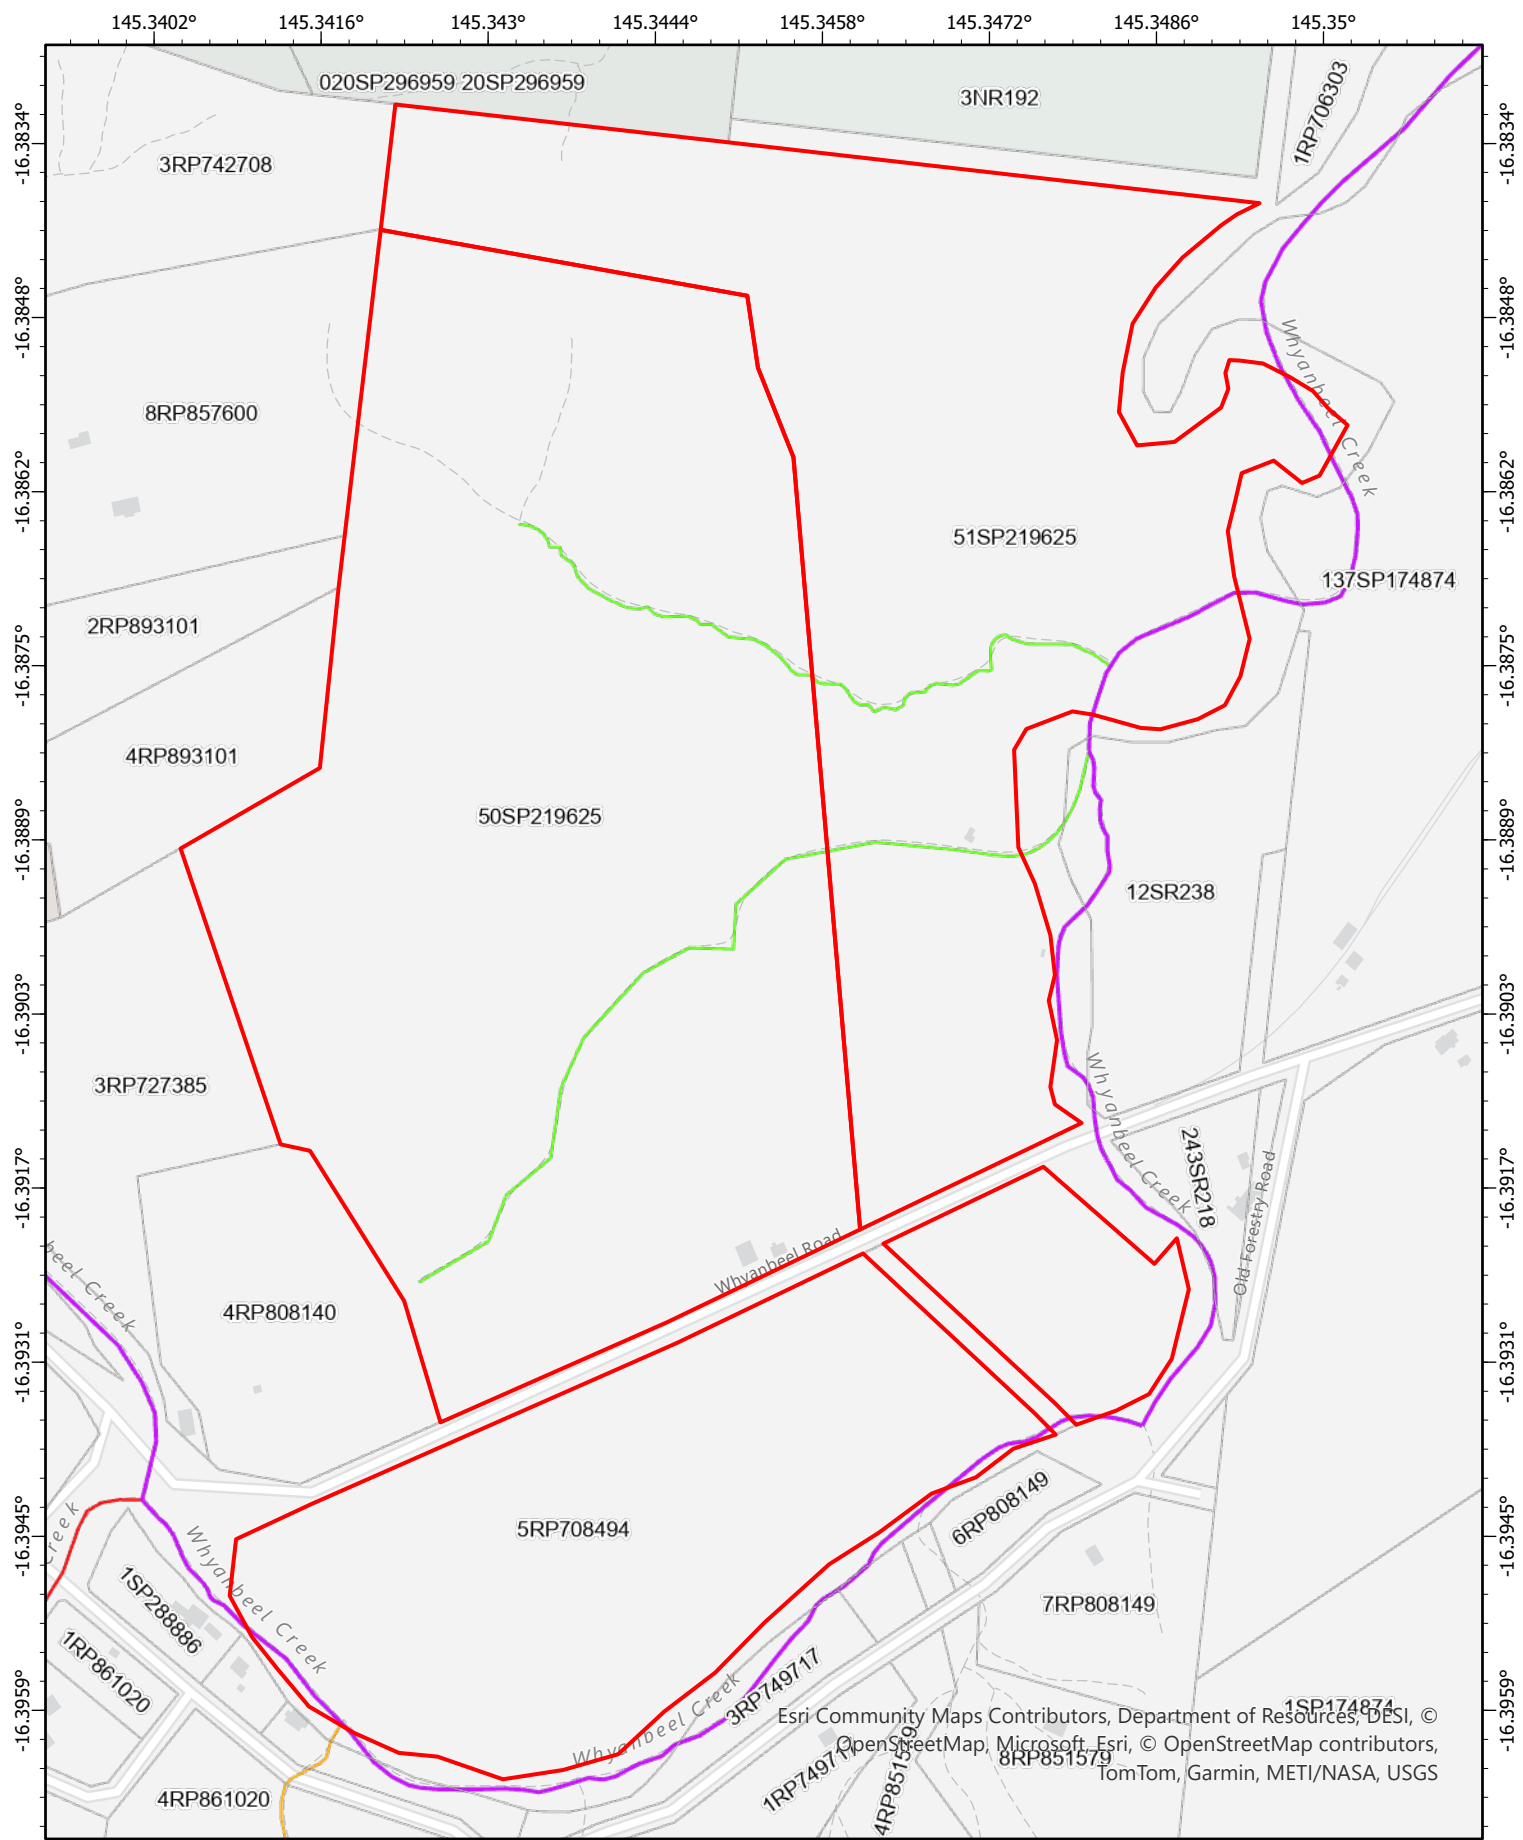 145.3402°
145.3416°
145.343°
145.3444°
145.3458°
145.3472°
145.3486°
145.35°
020SP296959 20SP296959
3NR192
1RP706303
-16.3834°
-16.3834°
3RP742708
-16.3848°
-16.3848°
Whyanbeel Creek
8RP857600
-16.3862°
-16.3862°
51SP219625
137SP174874
2RP893101
-16.3875°
-16.3875°
4RP893101
50SP219625
-16.3889°
-16.3889°
12SR238
-16.3903°
-16.3903°
3RP727385
Whyanbeel Creek
243SR218
-16.3917°
-16.3917°
Old Forestry Road
Whyanbeel Road
beel Creek
4RP808140
-16.3931°
-16.3931°
6RP808149
5RP708494
-16.3945°
-16.3945°
Creek
Whyanbeel Creek
1SP288886
7RP808149
1RP861020
3RP749717
Whyanbeel Creek
-16.3959°
-16.3959°
1SP174874
Esri Community Maps Contributors, Department of Resources, DESI, ©
OpenStreetMap, Microsoft, Esri, © OpenStreetMap contributors,
TomTom, Garmin, METI/NASA, USGS
8RP851579
1RP749717
4RP851579
4RP861020